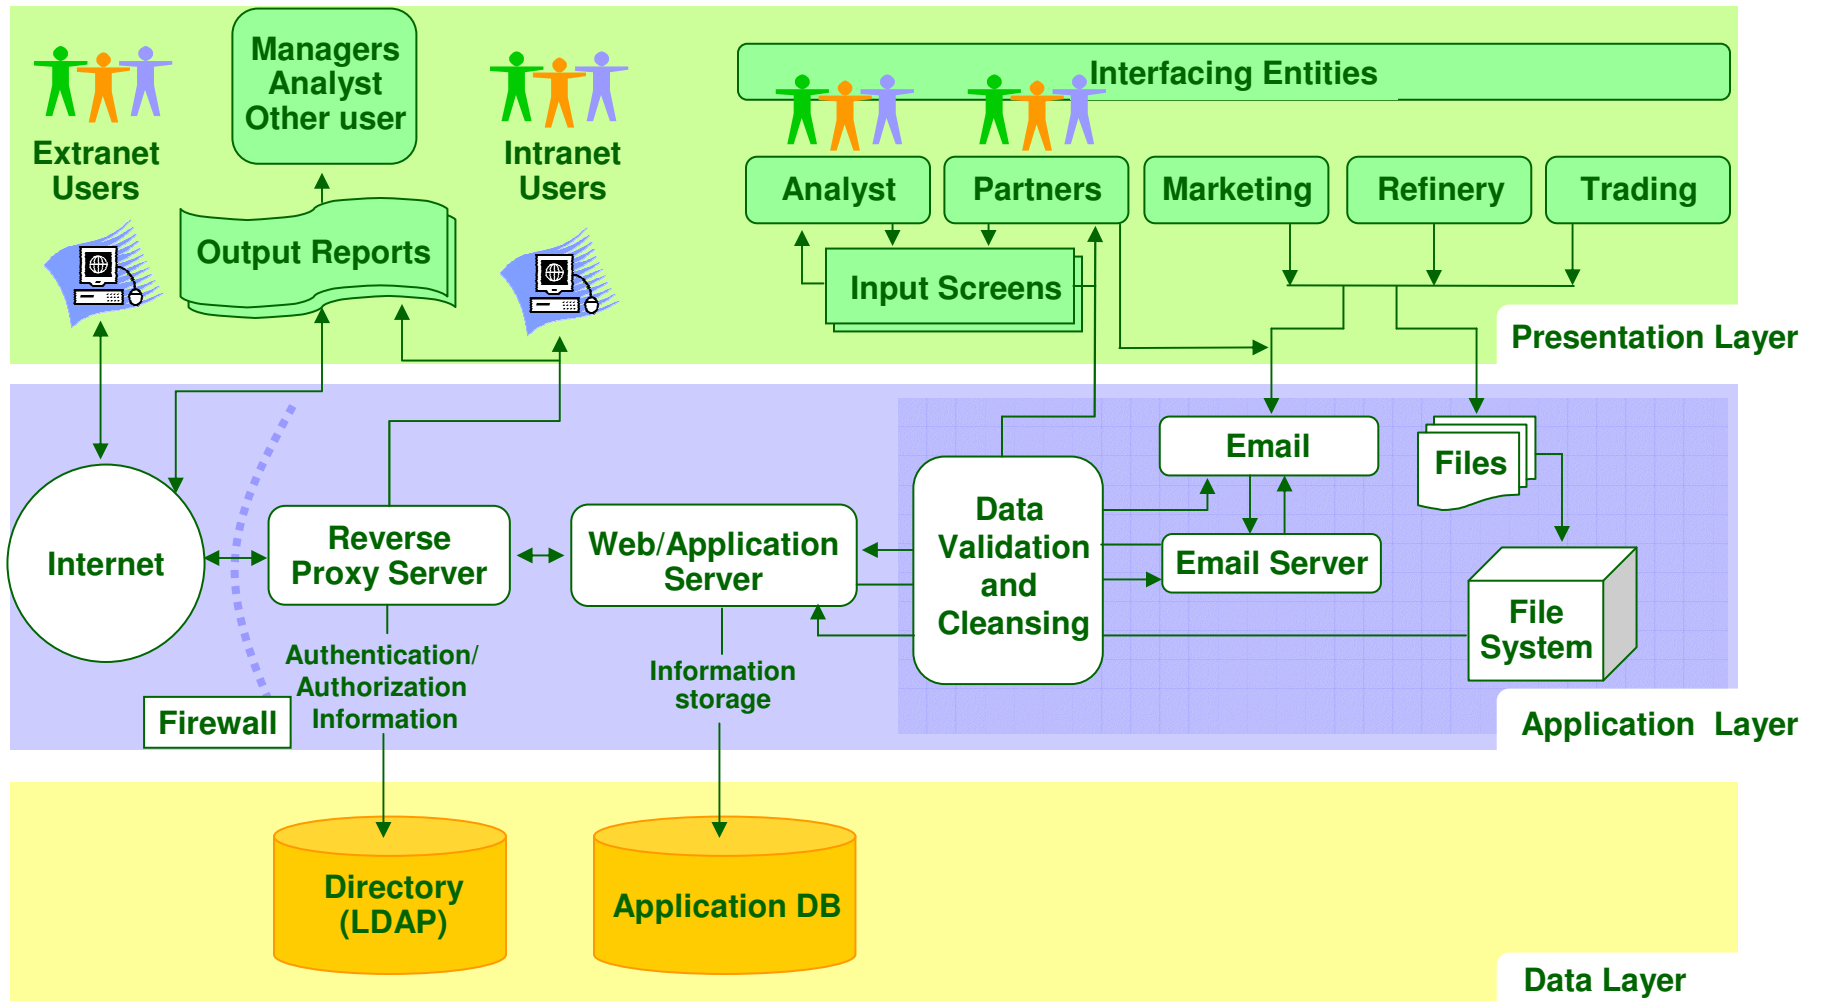 Managers
Analyst
Other user
Extranet
Users
Intranet
Users
Output Reports
Interfacing Entities
Analyst
Partners
Marketing
Refinery
Trading
Input Screens
Presentation Layer
Internet
Reverse
Proxy Server
Web/Application
Server
Data
Validation
and
Cleansing
Email
Email Server
Files
File
System
Authentication/
Authorization
Information
Information
storage
Firewall
Application Layer
Directory
(LDAP)
Application DB
Data Layer